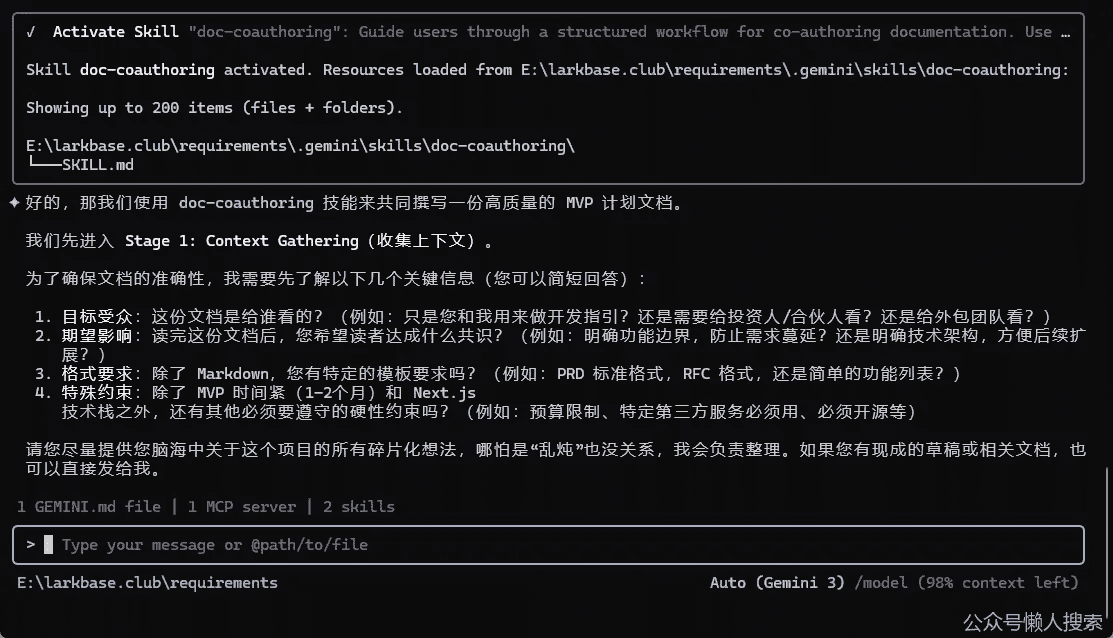 ✓ Activate Skill "doc-coauthoring": Guide users through a structured workflow for co-authoring documentation. Use …
Skill doc-coauthoring activated. Resources loaded from E:\larkbase.club\requirements\.gemini\skills\doc-coauthoring:
Showing up to 200 items (files + folders).
E:\larkbase.club\requirements\.gemini\skills\doc-coauthoring\
└───SKILL.md
✦ 好的，那我们使用 doc-coauthoring 技能来共同撰写一份高质量的 MVP 计划文档。
我们先进入 Stage 1: Context Gathering (收集上下文) 。
为了确保文档的准确性，我需要先了解以下几个关键信息（您可以简短回答）：
1. 目标受众：这份文档是给谁看的？（例如：只是您和我用来做开发指引？还是需要给投资人/合伙人看？还是给外包团队看？）
2. 期望影响：读完这份文档后，您希望读者达成什么共识？（例如：明确功能边界，防止需求蔓延？还是明确技术架构，方便后续扩
展？）
3. 格式要求：除了 Markdown，您有特定的模板要求吗？（例如：PRD 标准格式，RFC 格式，还是简单的功能列表？）
4. 特殊约束：除了 MVP 时间紧（1-2个月）和 Next.js
技术栈之外，还有其他必须要遵守的硬性约束吗？（例如：预算限制、特定第三方服务必须用、必须开源等）
请您尽量提供您脑海中关于这个项目的所有碎片化想法，哪怕是“乱炖”也没关系，我会负责整理。如果您有现成的草稿或相关文档，也
可以直接发给我。
1 GEMINI.md file | 1 MCP server | 2 skills
> Type your message or @path/to/file
E:\larkbase.club\requirements Auto (Gemini 3) /model (98% context left)
公众号懒人搜索